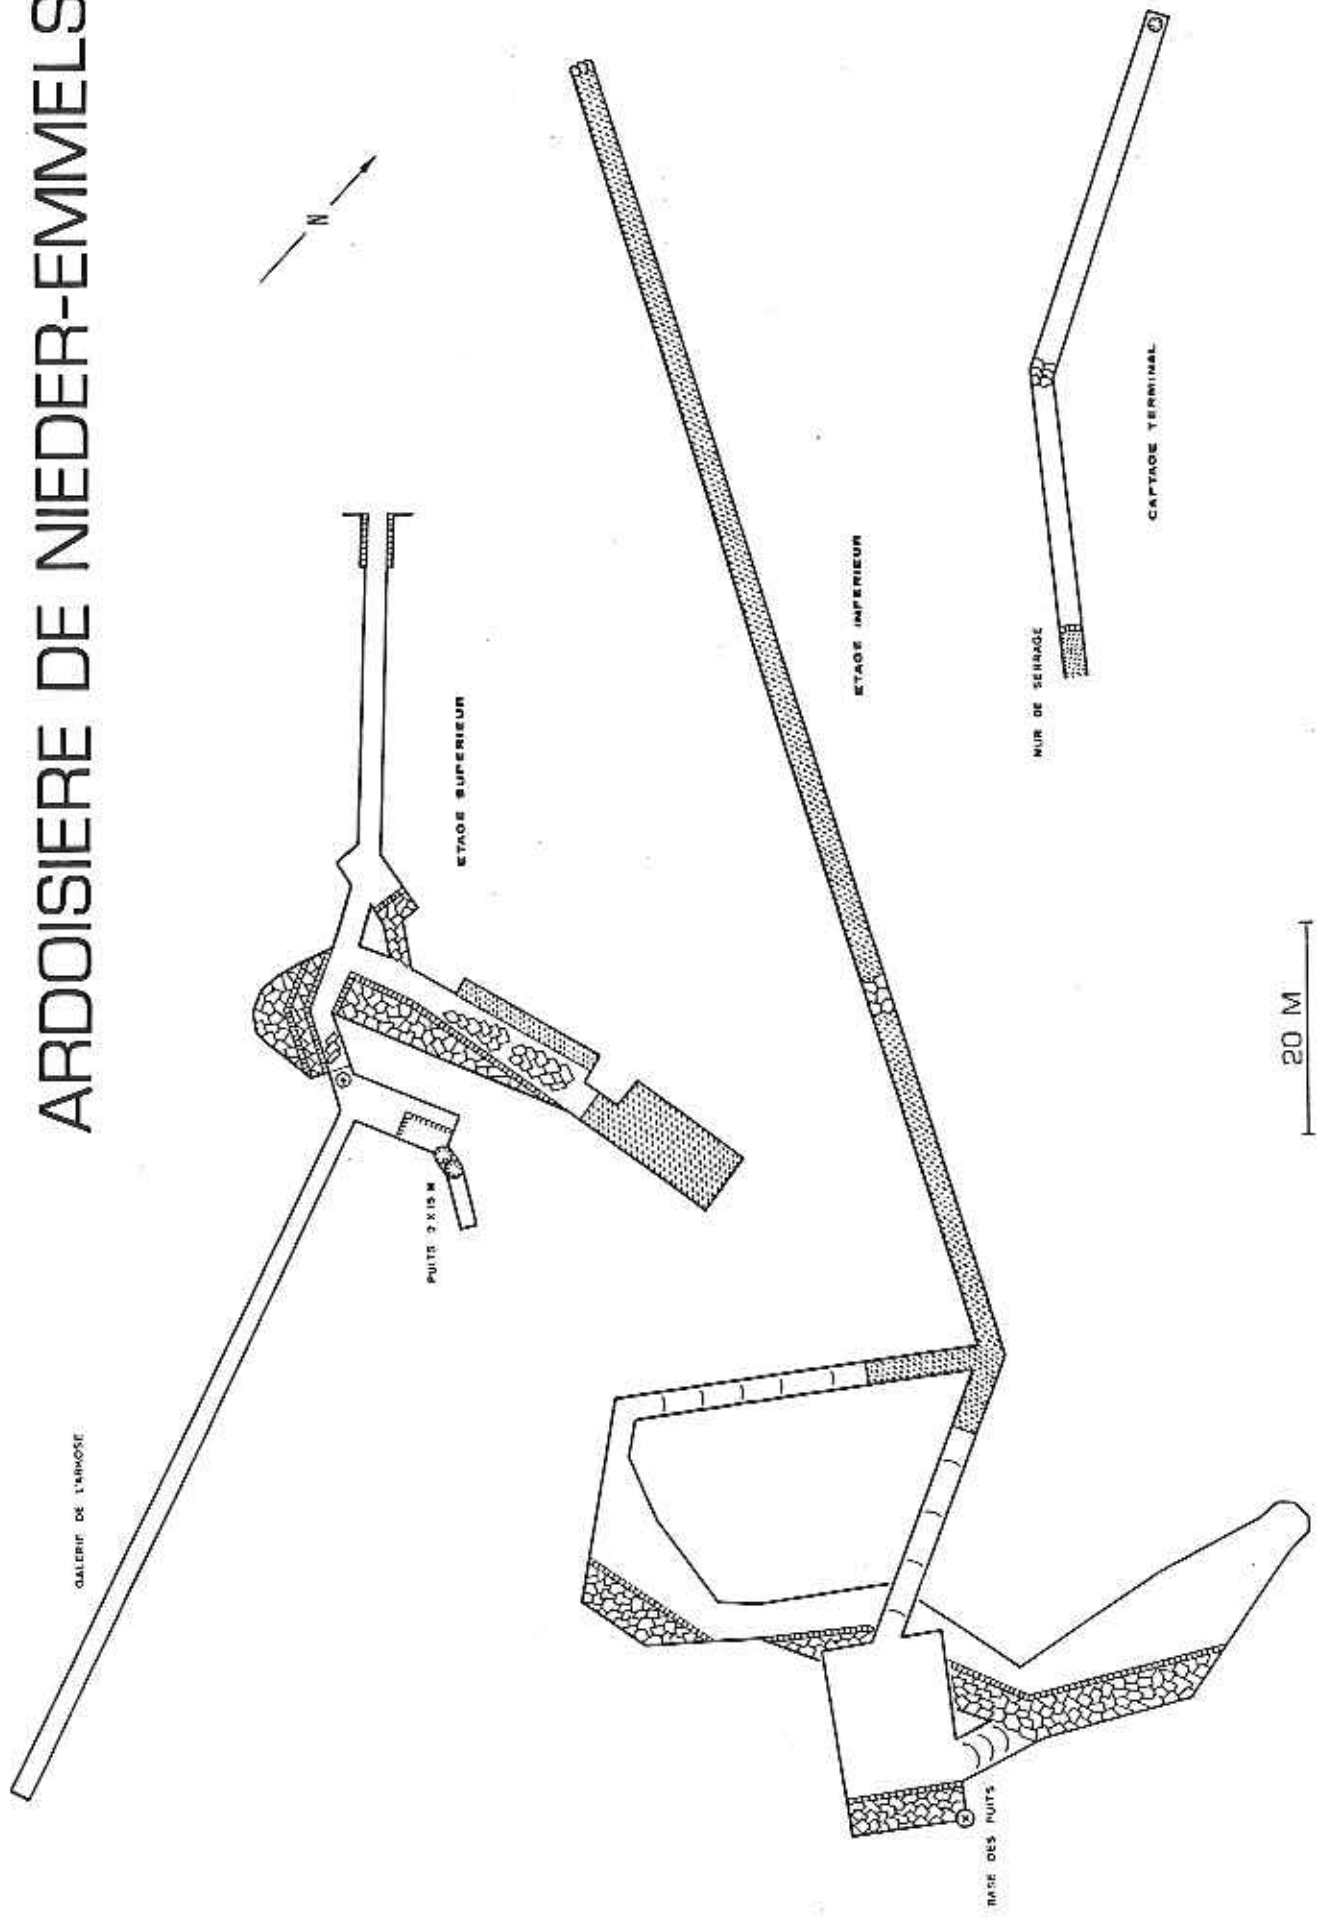 ARDOISIERE DE NIEDER-EMMELS
N
GALERIE DE L'ARKOSE
ETAGE SUPERIEUR
PUITS 2 X 15 M
ETAGE INFERIEUR
MUR DE SERRAGE
CAPTAGE TERMINAL
BASE DES PUITS
20 M